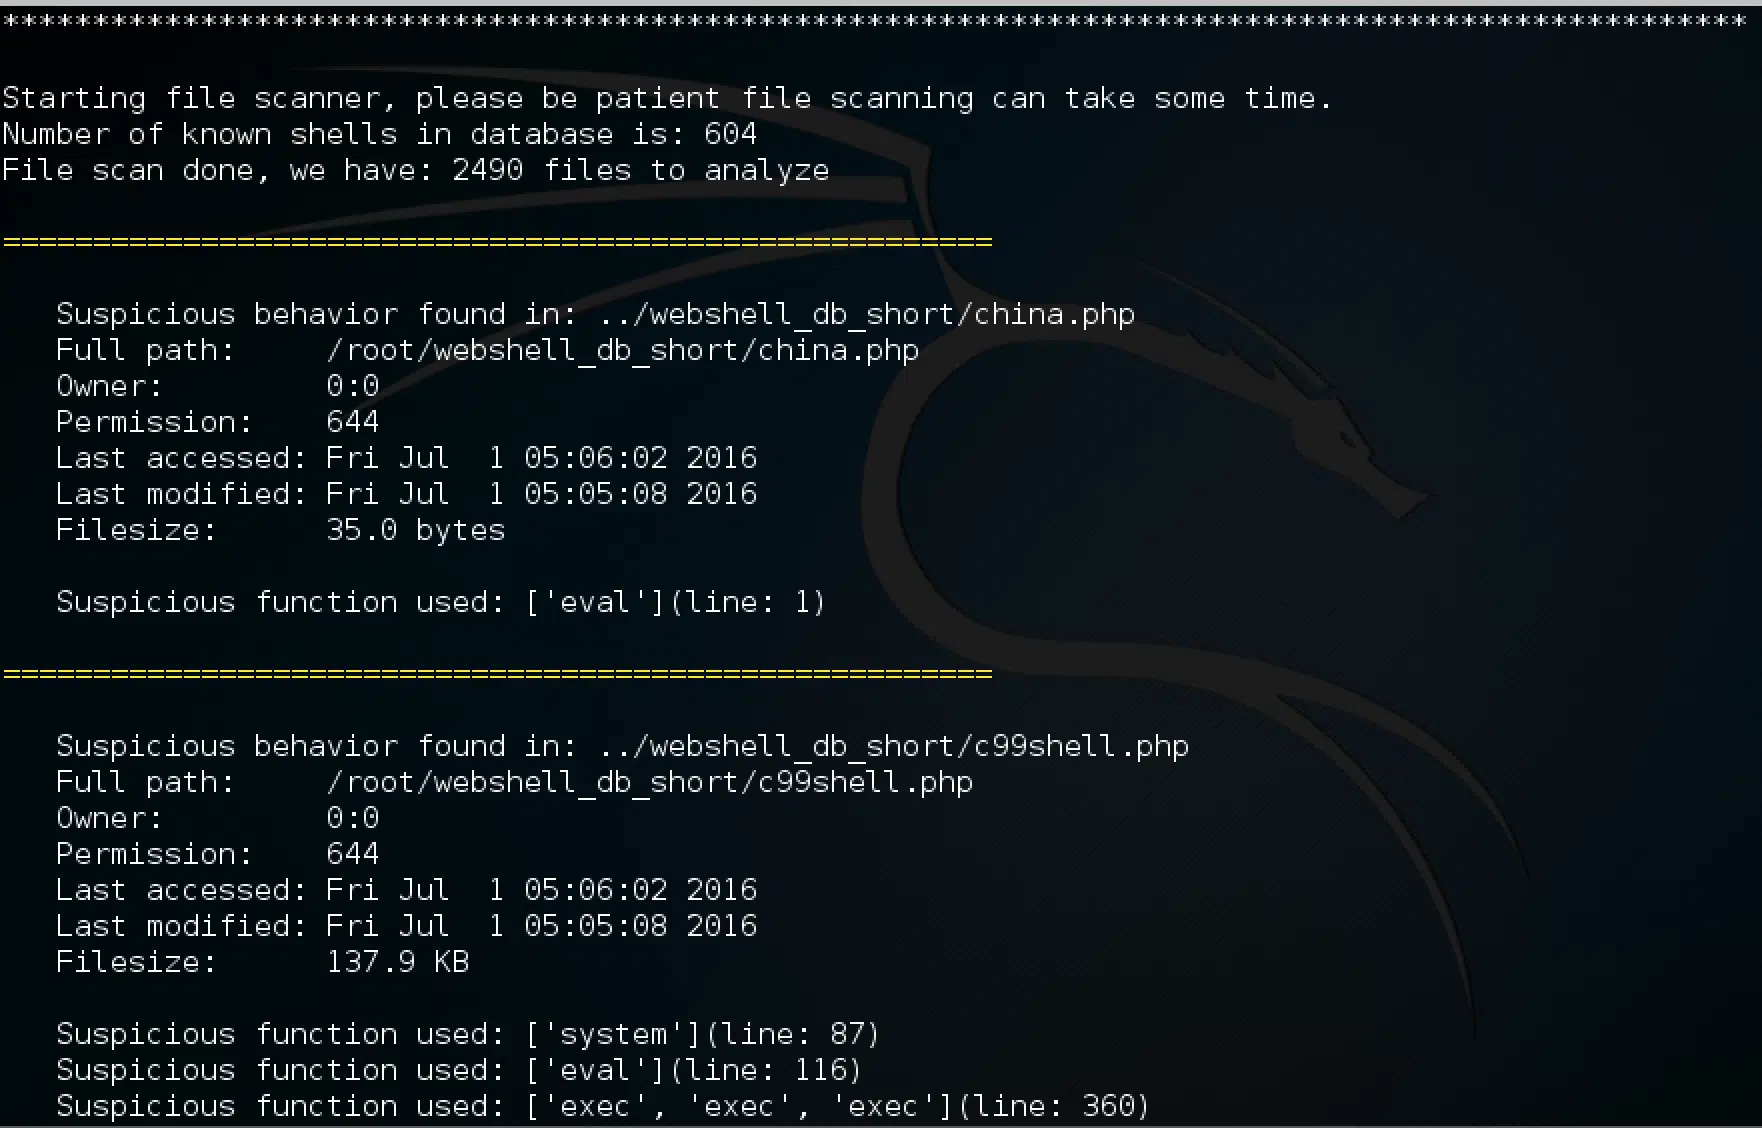 *************************************************************************************************
Starting file scanner, please be patient file scanning can take some time.
Number of known shells in database is: 604
File scan done, we have: 2490 files to analyze
=======================================================
Suspicious behavior found in: ../webshell_db_short/china.php
Full path:     /root/webshell_db_short/china.php
Owner:         0:0
Permission:    644
Last accessed: Fri Jul  1 05:06:02 2016
Last modified: Fri Jul  1 05:05:08 2016
Filesize:      35.0 bytes
Suspicious function used: ['eval'](line: 1)
=======================================================
Suspicious behavior found in: ../webshell_db_short/c99shell.php
Full path:     /root/webshell_db_short/c99shell.php
Owner:         0:0
Permission:    644
Last accessed: Fri Jul  1 05:06:02 2016
Last modified: Fri Jul  1 05:05:08 2016
Filesize:      137.9 KB
Suspicious function used: ['system'](line: 87)
Suspicious function used: ['eval'](line: 116)
Suspicious function used: ['exec', 'exec', 'exec'](line: 360)